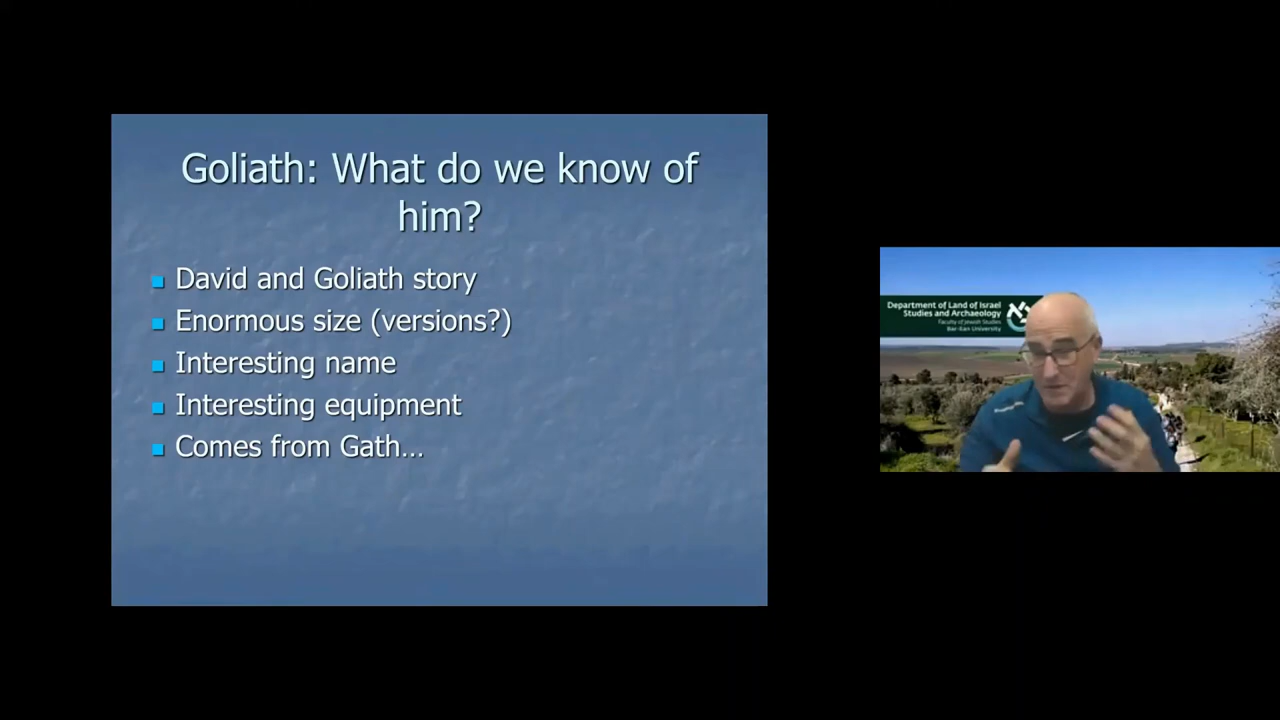 Goliath: What do we know of
him?
David and Goliath story
Enormous size (versions?)
Interesting name
Interesting equipment
Comes from Gath…
Department of Land of Israel
Studies and Archaeology
Faculty of Jewish Studies
Bar-Ilan University